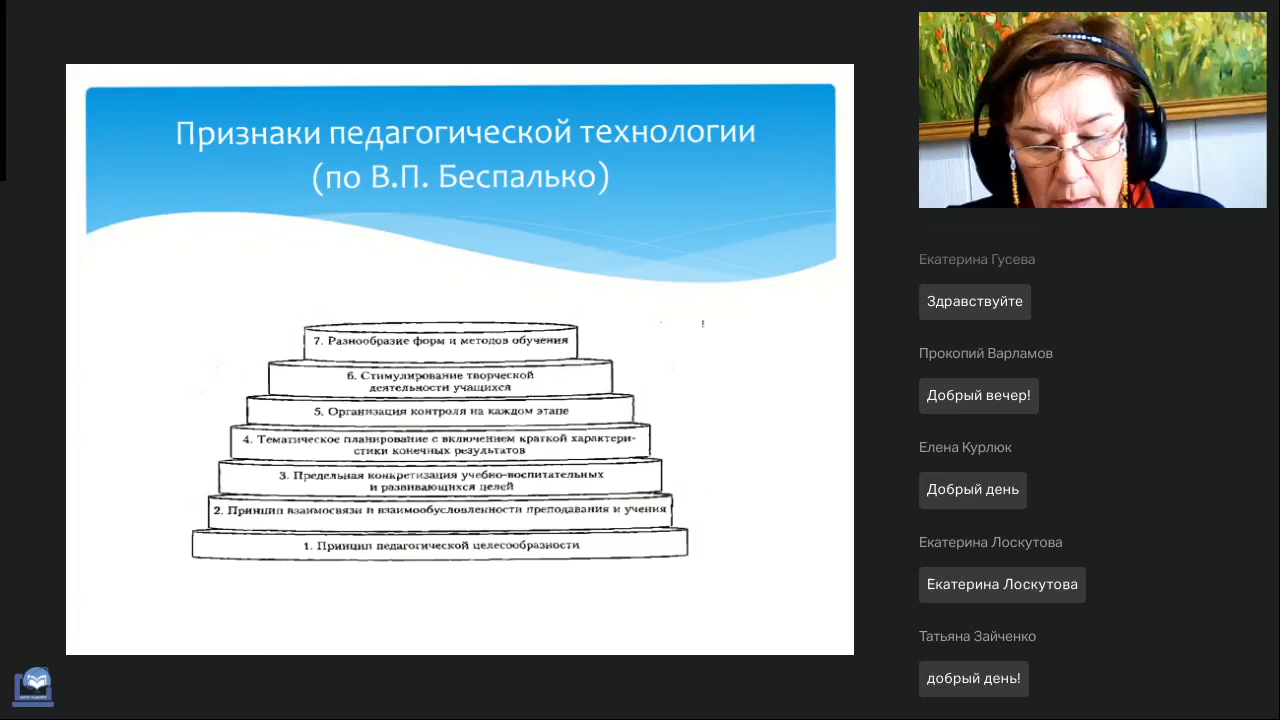 Признаки педагогической технологии
(по В.П. Беспалько)
7. Разнообразие форм и методов обучения
6. Стимулирование творческой
деятельности учащихся
5. Организация контроля на каждом этапе
4. Тематическое планирование с включением краткой характери-
стики конечных результатов
3. Предельная конкретизация учебно-воспитательных
и развивающихся целей
2. Принцип взаимосвязи и взаимообусловленности преподавания и учения
1. Принцип педагогической целесообразности
Екатерина Гусева
Здравствуйте
Прокопий Варламов
Добрый вечер!
Елена Курлюк
Добрый день
Екатерина Лоскутова
Екатерина Лоскутова
Татьяна Зайченко
добрый день!